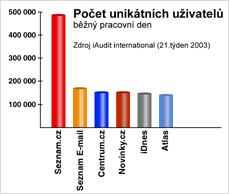 Počet unikátních uživatelů
běžný pracovní den
Zdroj iAudit international (21.týden 2003)
500 000
400 000
300 000
200 000
100 000
Seznam.cz
Seznam E-mail
Centrum.cz
Novinky.cz
iDnes
Atlas